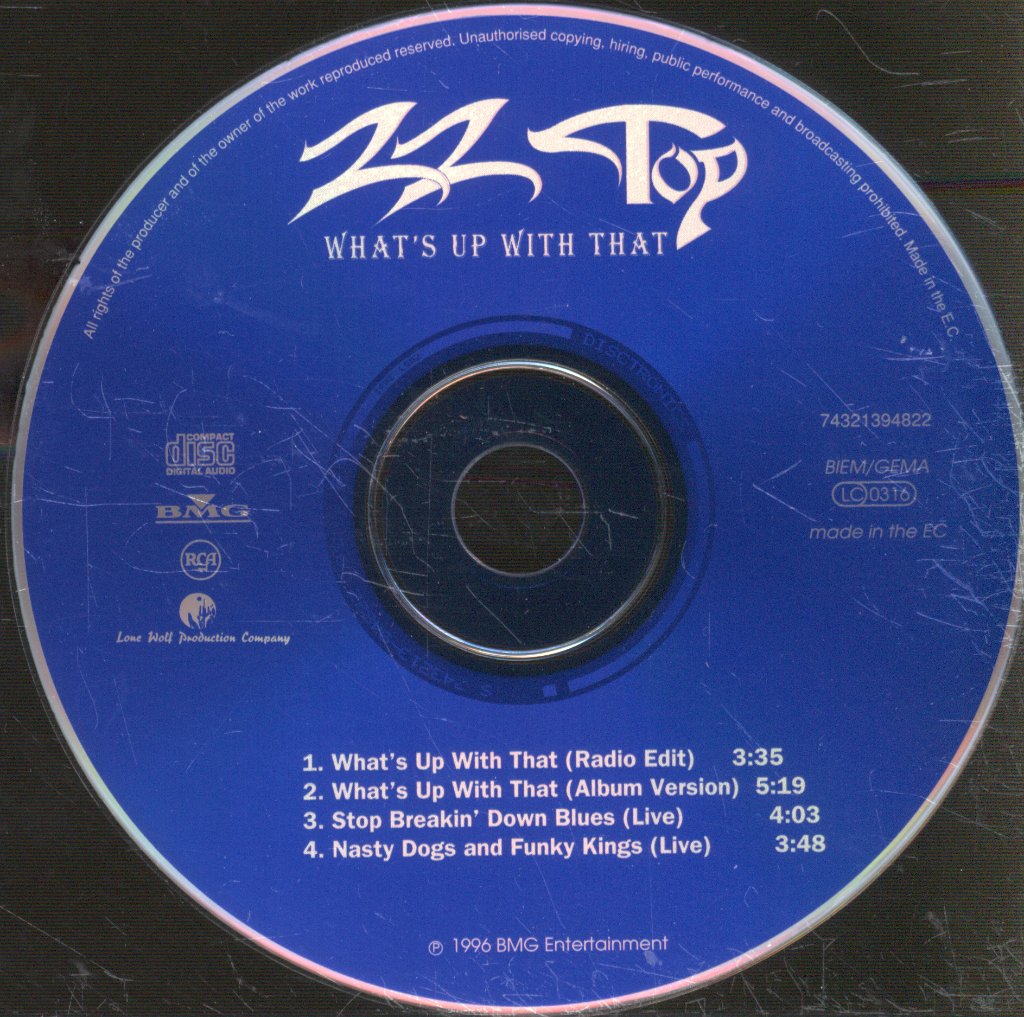 All rights of the producer and of the owner of the work reproduced reserved. Unauthorised copying, hiring, public performance and broadcasting prohibited. Made in the E.C
ZZ Top
WHAT'S UP WITH THAT
DISCTRONICS
74321394822
COMPACT
disc
DIGITAL AUDIO
BIEM/GEMA
LC 0316
BMG
made in the EC
RCA
Lone Wolf Production Company
1. What's Up With That (Radio Edit) 3:35
2. What's Up With That (Album Version) 5:19
3. Stop Breakin' Down Blues (Live) 4:03
4. Nasty Dogs and Funky Kings (Live) 3:48
℗ 1996 BMG Entertainment